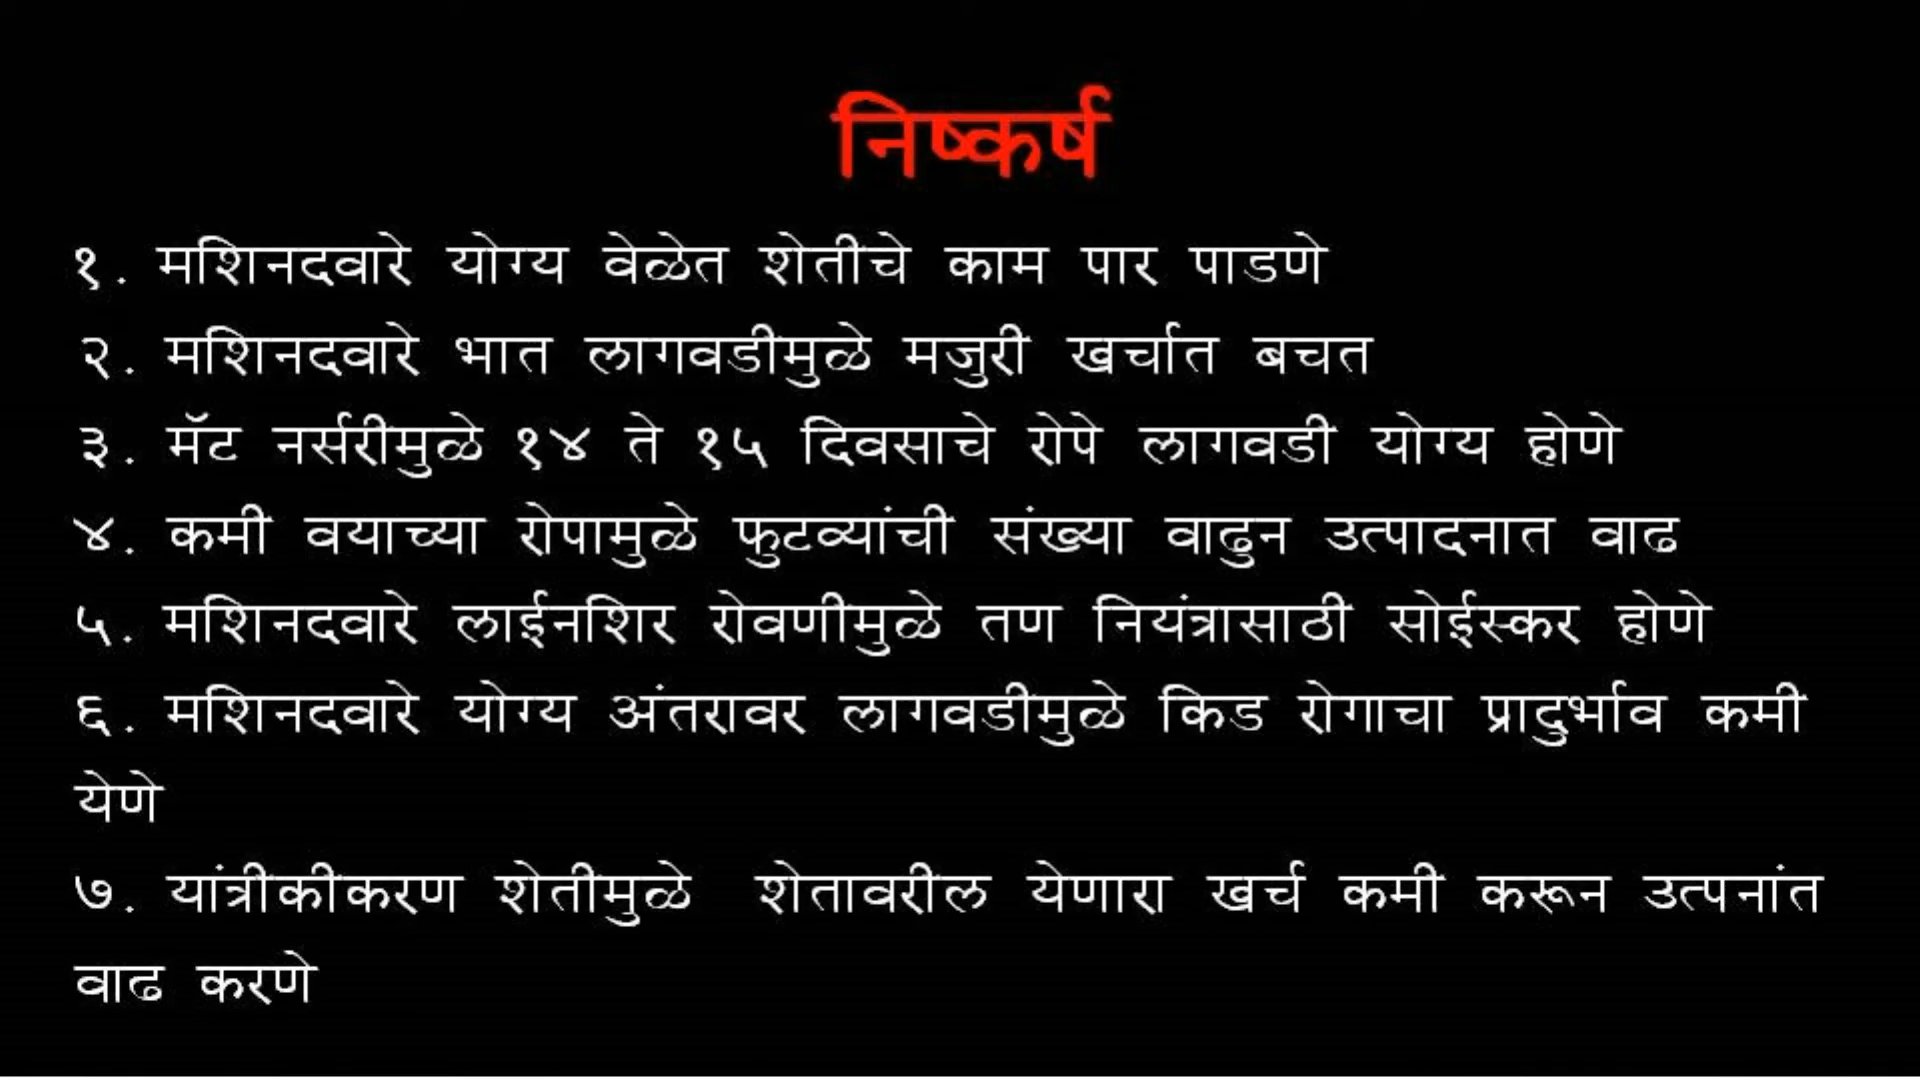 निष्कर्ष
१. मशिनदवारे योग्य वेळेत शेतीचे काम पार पाडणे
२. मशिनदवारे भात लागवडीमुळे मजुरी खर्चात बचत
३. मॅट नर्सरीमुळे १४ ते १५ दिवसाचे रोपे लागवडी योग्य होणे
४. कमी वयाच्या रोपामुळे फुटव्यांची संख्या वाढुन उत्पादनात वाढ
५. मशिनदवारे लाईनशिर रोवणीमुळे तण नियंत्रासाठी सोईस्कर होणे
६. मशिनदवारे योग्य अंतरावर लागवडीमुळे किड रोगाचा प्रादुर्भाव कमी
येणे
७. यांत्रीकीकरण शेतीमुळे शेतावरील येणारा खर्च कमी करून उत्पनांत
वाढ करणे